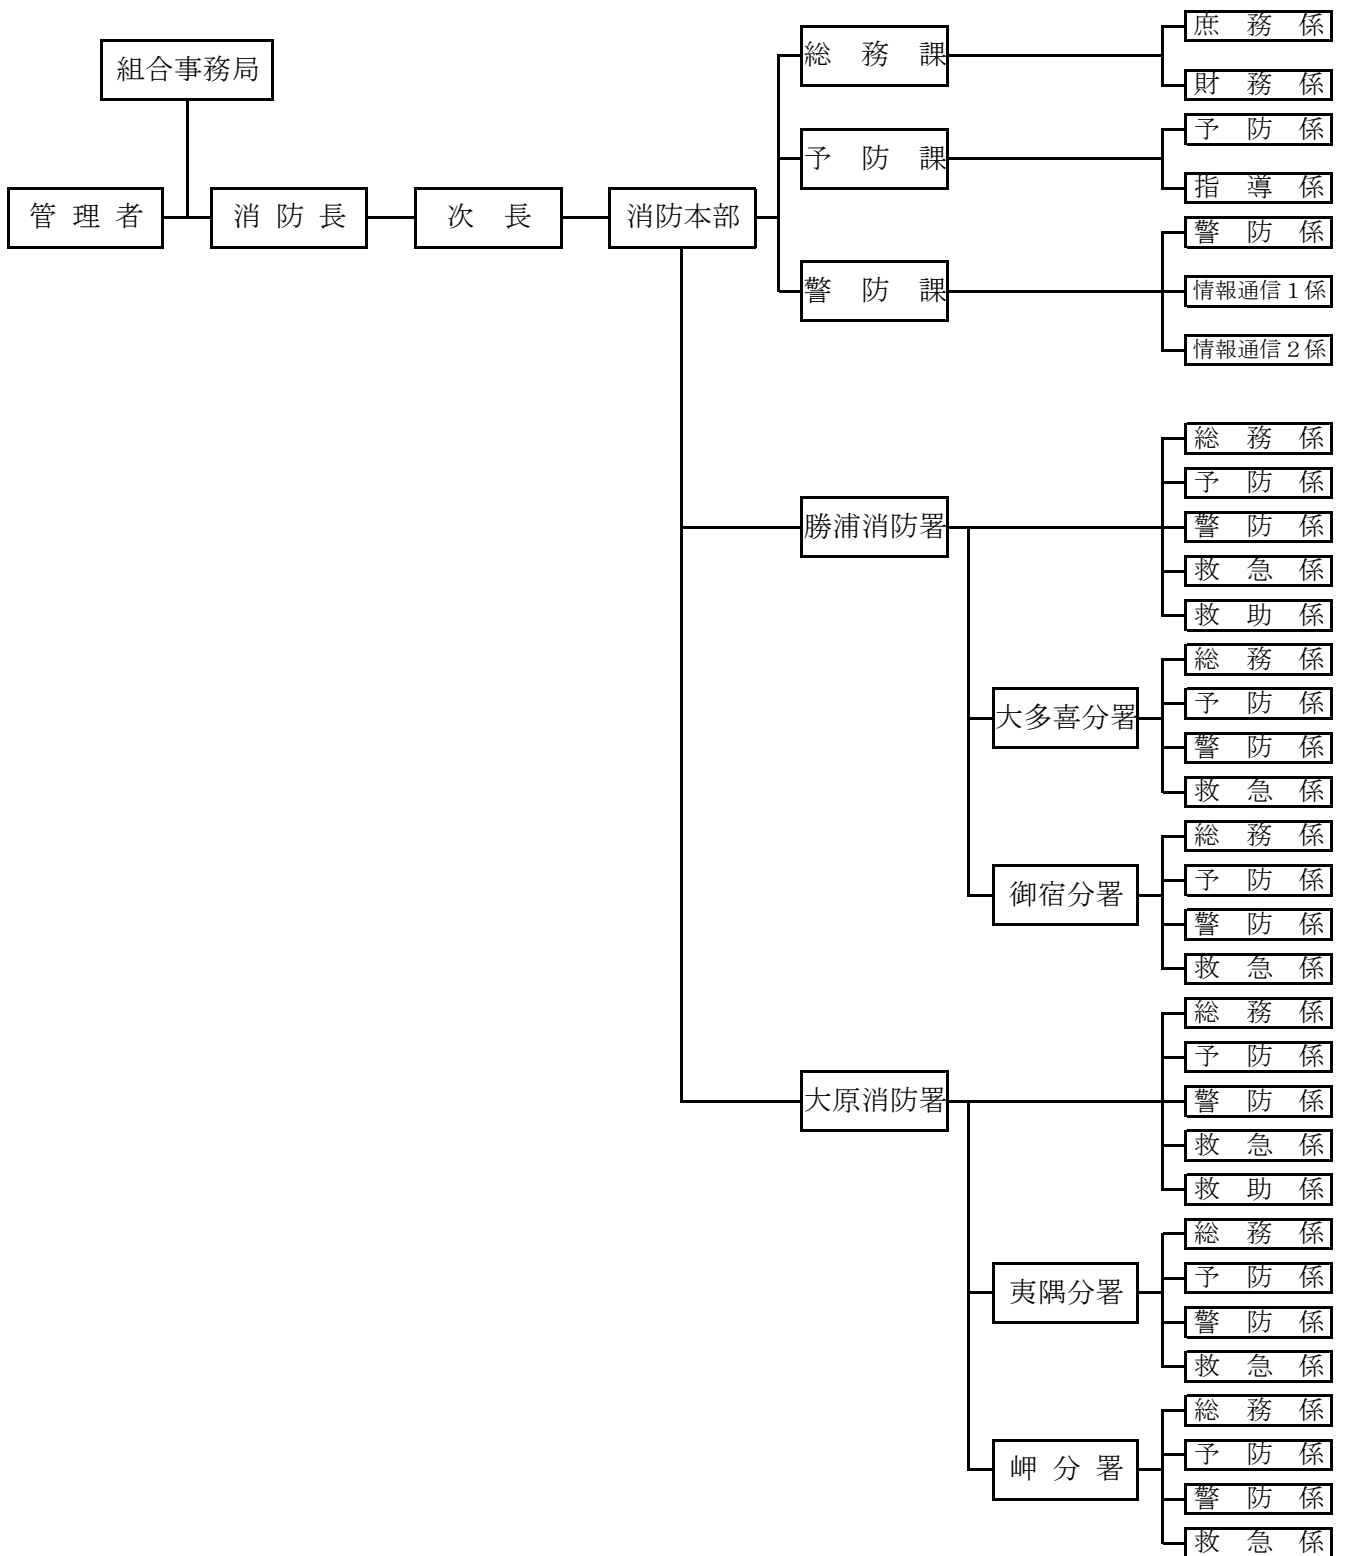 組合事務局
管理者
消防長
次長
消防本部
総務課
庶務係
財務係
予防課
予防係
指導係
警防課
警防係
情報通信１係
情報通信２係
勝浦消防署
総務係
予防係
警防係
救急係
救助係
大多喜分署
総務係
予防係
警防係
救急係
御宿分署
総務係
予防係
警防係
救急係
大原消防署
総務係
予防係
警防係
救急係
救助係
夷隅分署
総務係
予防係
警防係
救急係
岬分署
総務係
予防係
警防係
救急係